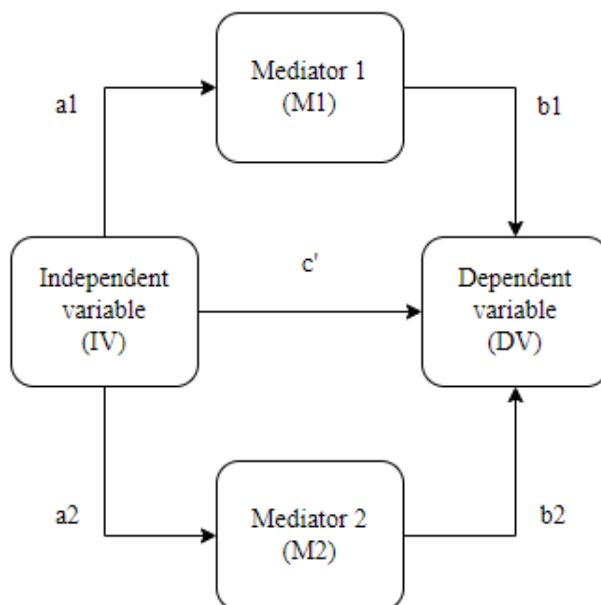 Mediator 1
(M1)
a1
b1
c'
Independent
variable
(IV)
Dependent
variable
(DV)
a2
b2
Mediator 2
(M2)